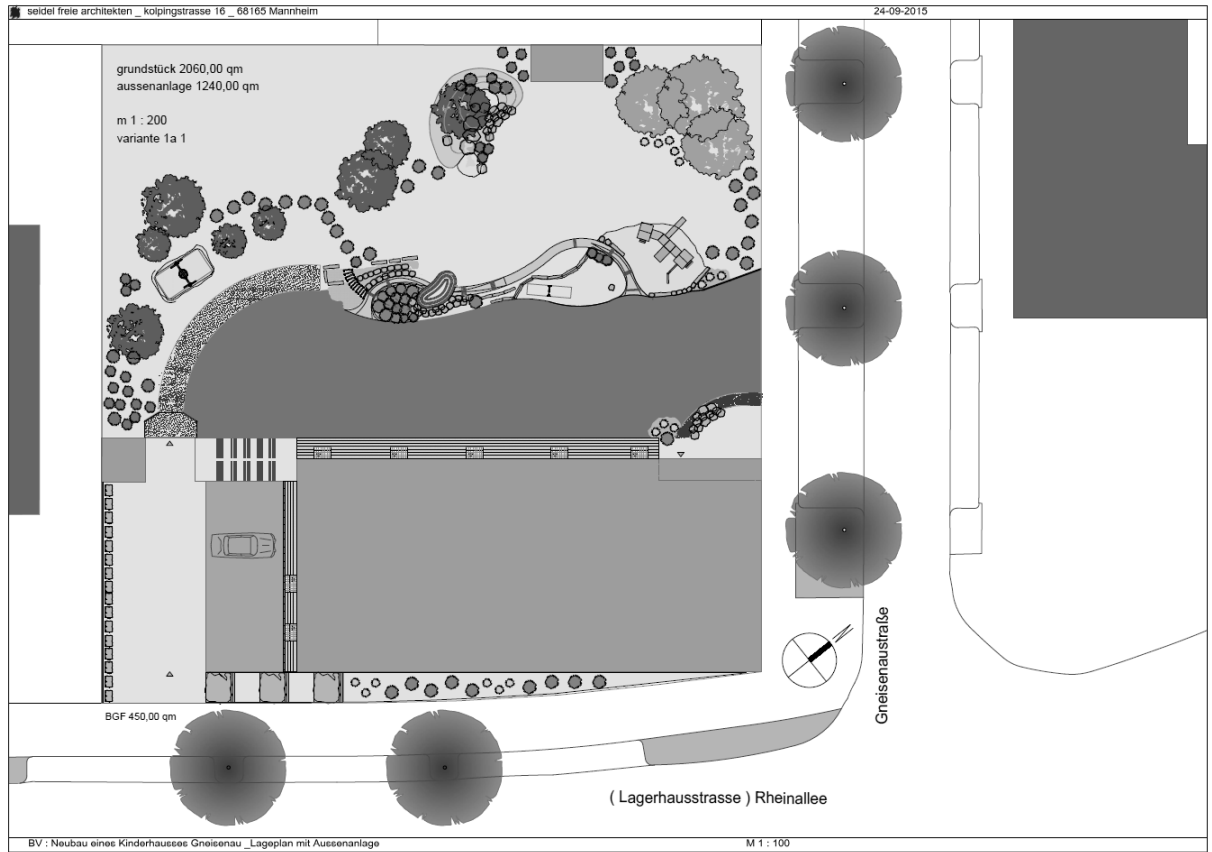 seidel freie architekten _ kolpingstrasse 16 _ 68165 Mannheim
24-09-2015
grundstück 2060,00 qm
aussenanlage 1240,00 qm
m 1 : 200
variante 1a 1
Gneisenaustraße
BGF 450,00 qm
( Lagerhausstrasse ) Rheinallee
BV : Neubau eines Kinderhauses Gneisenau _Lageplan mit Aussenanlage
M 1 : 100